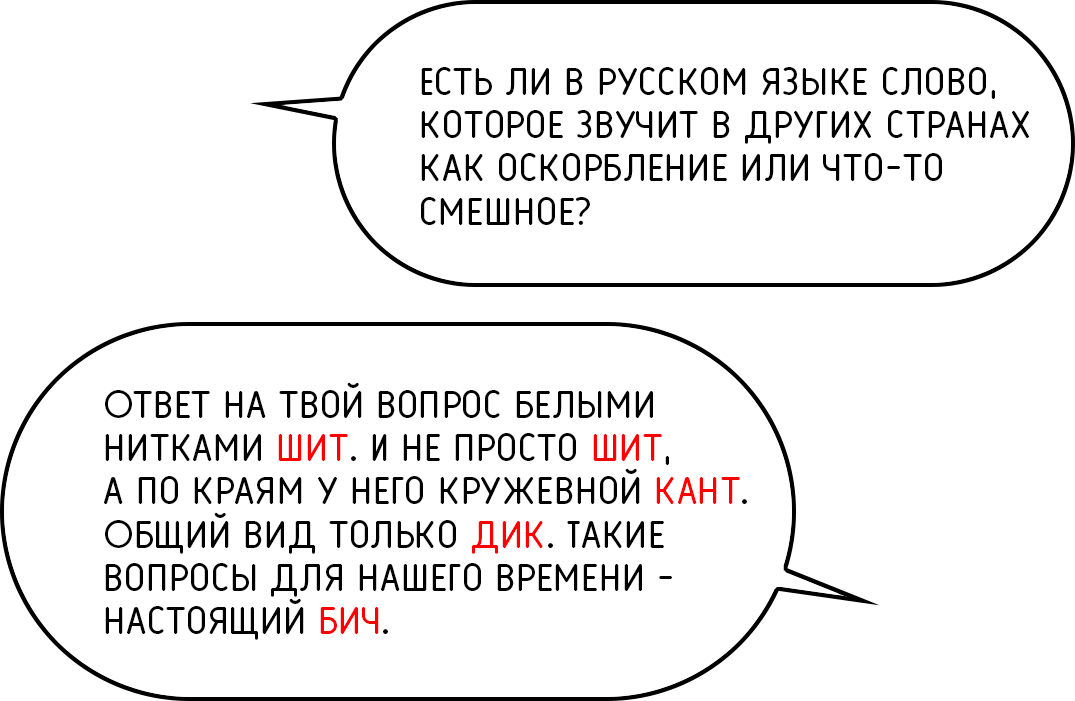 ЕСТЬ ЛИ В РУССКОМ ЯЗЫКЕ СЛОВО,
КОТОРОЕ ЗВУЧИТ В ДРУГИХ СТРАНАХ
КАК ОСКОРБЛЕНИЕ ИЛИ ЧТО-ТО
СМЕШНОЕ?
ОТВЕТ НА ТВОЙ ВОПРОС БЕЛЫМИ
НИТКАМИ ШИТ. И НЕ ПРОСТО ШИТ,
А ПО КРАЯМ У НЕГО КРУЖЕВНОЙ КАНТ.
ОБЩИЙ ВИД ТОЛЬКО ДИК. ТАКИЕ
ВОПРОСЫ ДЛЯ НАШЕГО ВРЕМЕНИ -
НАСТОЯЩИЙ БИЧ.